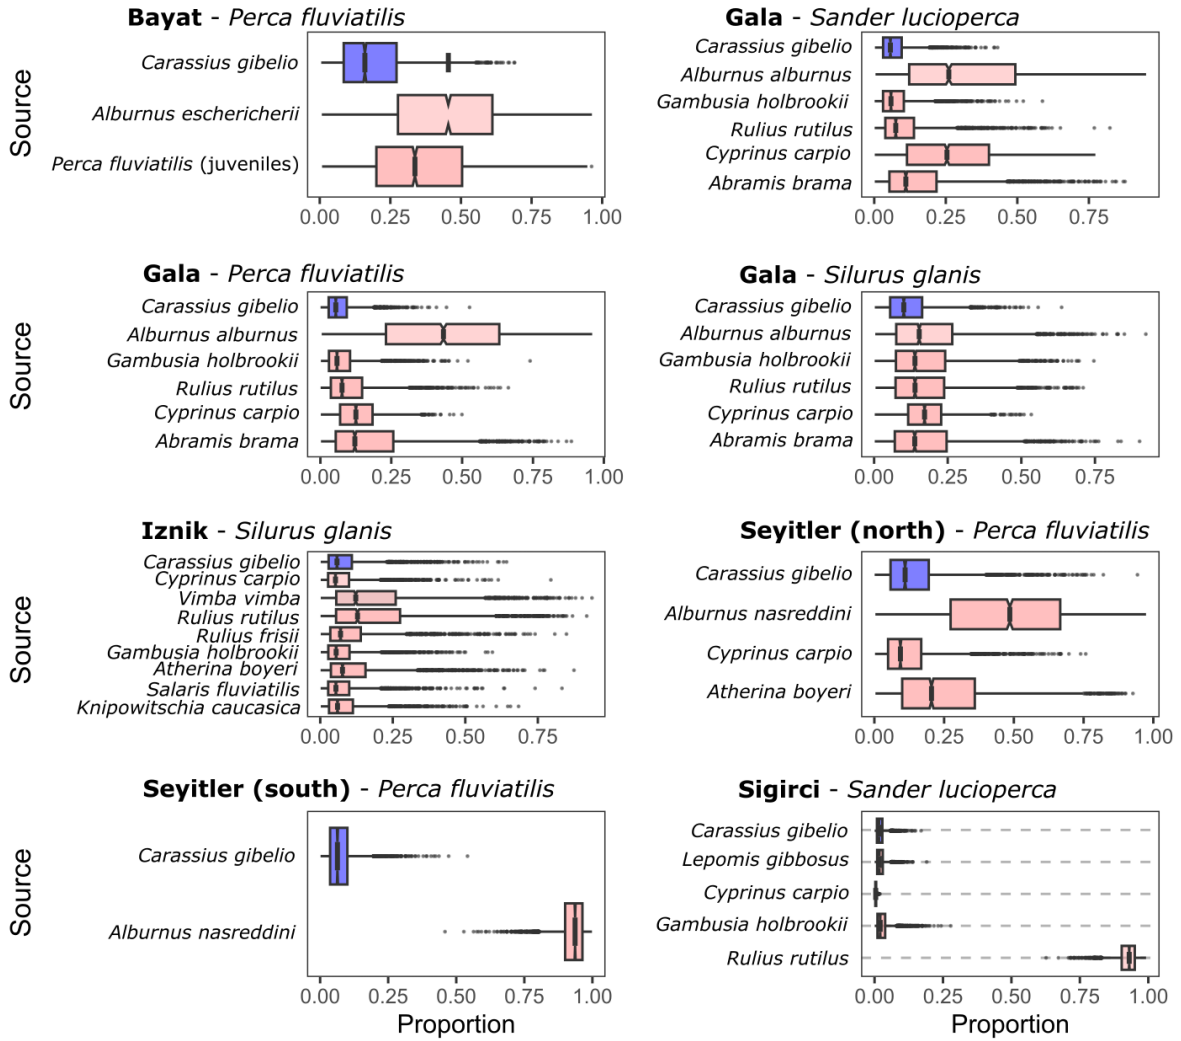 Bayat - Perca fluviatilis
Source
Carassius gibelio
Alburnus eschericherii
Perca fluviatilis (juveniles)
0.00 0.25 0.50 0.75 1.00
Gala - Sander lucioperca
Carassius gibelio
Alburnus alburnus
Gambusia holbrookii
Rulius rutilus
Cyprinus carpio
Abramis brama
0.00 0.25 0.50 0.75
Gala - Perca fluviatilis
Source
Carassius gibelio
Alburnus alburnus
Gambusia holbrookii
Rulius rutilus
Cyprinus carpio
Abramis brama
0.00 0.25 0.50 0.75 1.00
Gala - Silurus glanis
Carassius gibelio
Alburnus alburnus
Gambusia holbrookii
Rulius rutilus
Cyprinus carpio
Abramis brama
0.00 0.25 0.50 0.75
Iznik - Silurus glanis
Source
Carassius gibelio
Cyprinus carpio
Vimba vimba
Rulius rutilus
Rulius frisii
Gambusia holbrookii
Atherina boyeri
Salaris fluviatilis
Knipowitschia caucasica
0.00 0.25 0.50 0.75
Seyitler (north) - Perca fluviatilis
Carassius gibelio
Alburnus nasreddini
Cyprinus carpio
Atherina boyeri
0.00 0.25 0.50 0.75 1.00
Seyitler (south) - Perca fluviatilis
Source
Carassius gibelio
Alburnus nasreddini
0.00 0.25 0.50 0.75 1.00
Proportion
Sigirci - Sander lucioperca
Carassius gibelio
Lepomis gibbosus
Cyprinus carpio
Gambusia holbrookii
Rulius rutilus
0.00 0.25 0.50 0.75 1.00
Proportion